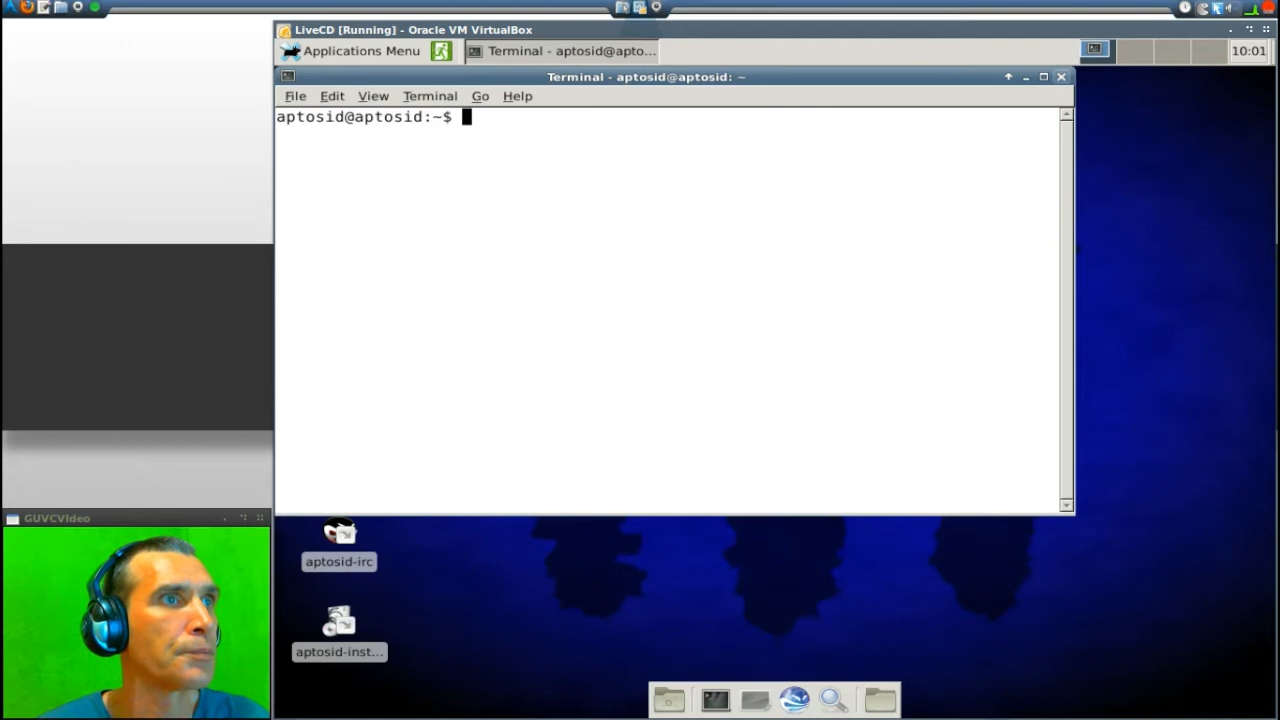 LiveCD [Running] - Oracle VM VirtualBox
Applications Menu
Terminal - aptosid@apto...
10:01
Terminal - aptosid@aptosid: ~
File Edit View Terminal Go Help
aptosid@aptosid:~$
GUVCVIdeo
aptosid-irc
aptosid-inst...